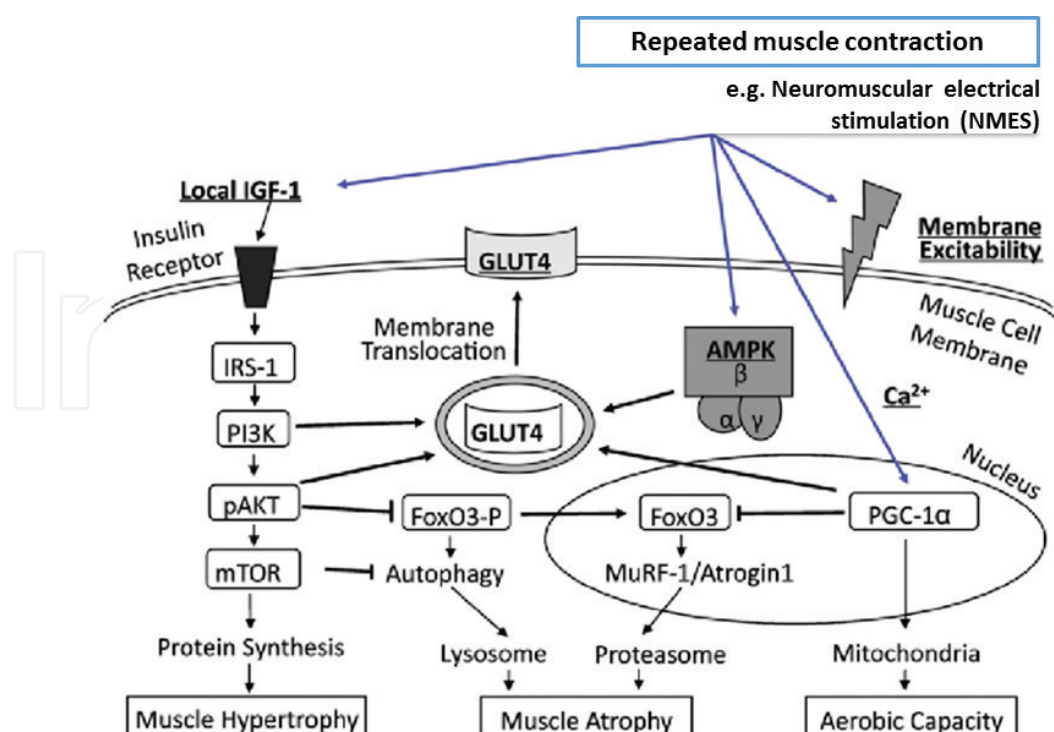 Repeated muscle contraction
e.g. Neuromuscular electrical
stimulation (NMES)
Local IGF-1
Insulin
Receptor
GLUT4
Membrane
Excitability
Muscle Cell
Membrane
Membrane
Translocation
IRS-1
AMPK
β
α
γ
Ca²⁺
PI3K
GLUT4
Nucleus
pAKT
FoxO3-P
FoxO3
PGC-1α
mTOR
Autophagy
MuRF-1/Atrogin1
Protein Synthesis
Lysosome
Proteasome
Mitochondria
Muscle Hypertrophy
Muscle Atrophy
Aerobic Capacity